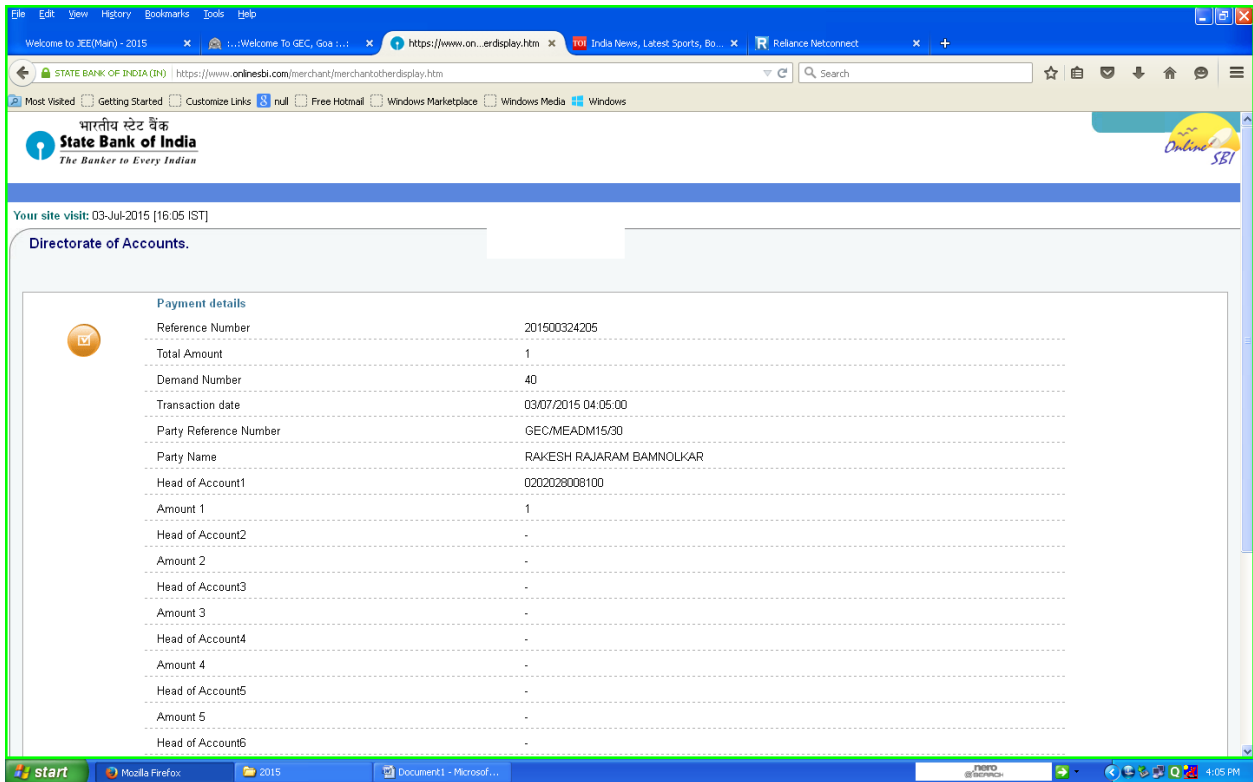 File Edit View History Bookmarks Tools Help
Welcome to JEE(Main) - 2015 :...:Welcome To GEC, Goa :...: https://www.on...erdisplay.htm TOI India News, Latest Sports, Bo... R Reliance Netconnect
STATE BANK OF INDIA (IN) https://www.onlinesbi.com/merchant/merchantotherdisplay.htm Search
Most Visited Getting Started Customize Links 8 null Free Hotmail Windows Marketplace Windows Media Windows
भारतीय स्टेट बैंक
State Bank of India
The Banker to Every Indian
Online SBI
Your site visit: 03-Jul-2015 [16:05 IST]
Directorate of Accounts.
Payment details
Reference Number 201500324205
Total Amount 1
Demand Number 40
Transaction date 03/07/2015 04:05:00
Party Reference Number GEC/MEADM15/30
Party Name RAKESH RAJARAM BAMNOLKAR
Head of Account1 0202028008100
Amount 1 1
Head of Account2 -
Amount 2 -
Head of Account3 -
Amount 3 -
Head of Account4 -
Amount 4 -
Head of Account5 -
Amount 5 -
Head of Account6 -
start Mozilla Firefox 2015 Document1 - Microsof... nero SEARCH 4:05 PM